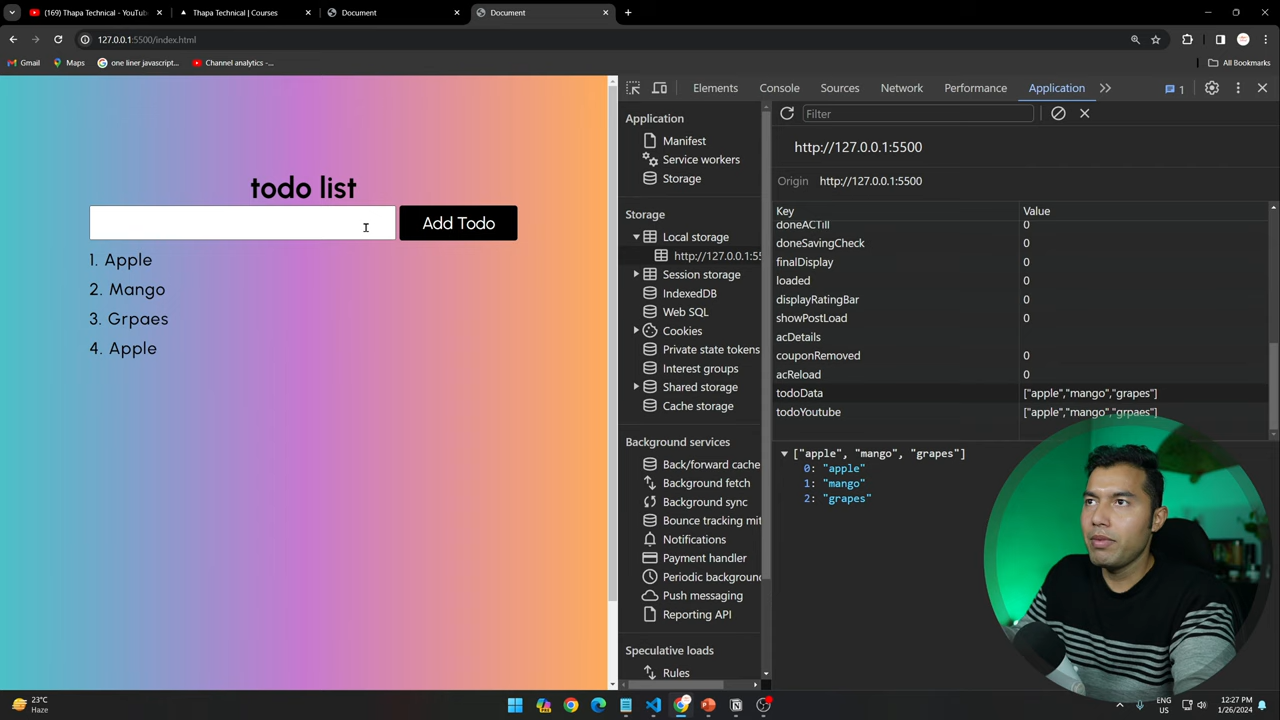 (169) Thapa Technical - YouTub
Thapa Technical | Courses
Document
Document
127.0.0.1:5500/index.html
Gmail
Maps
one liner javascript...
Channel analytics -...
All Bookmarks
todo list
Add Todo
1. Apple
2. Mango
3. Grpaes
4. Apple
Elements
Console
Sources
Network
Performance
Application
1
Application
Manifest
Service workers
Storage
Storage
Local storage
http://127.0.0.1:55
Session storage
IndexedDB
Web SQL
Cookies
Private state tokens
Interest groups
Shared storage
Cache storage
Background services
Back/forward cache
Background fetch
Background sync
Bounce tracking mit
Notifications
Payment handler
Periodic background
Push messaging
Reporting API
Speculative loads
Rules
Filter
http://127.0.0.1:5500
Origin http://127.0.0.1:5500
Key Value
doneACTill 0
doneSavingCheck 0
finalDisplay 0
loaded 0
displayRatingBar 0
showPostLoad 0
acDetails
couponRemoved 0
acReload 0
todoData ["apple","mango","grapes"]
todoYoutube ["apple","mango","grpaes"]
["apple", "mango", "grapes"]
0: "apple"
1: "mango"
2: "grapes"
23°C
Haze
ENG
US
12:27 PM
1/26/2024